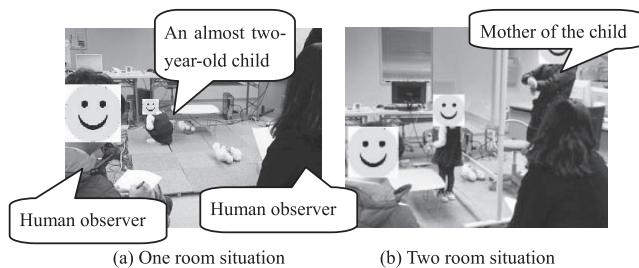 An almost two-
year-old child
Mother of the child
Human observer
Human observer
(a) One room situation
(b) Two room situation